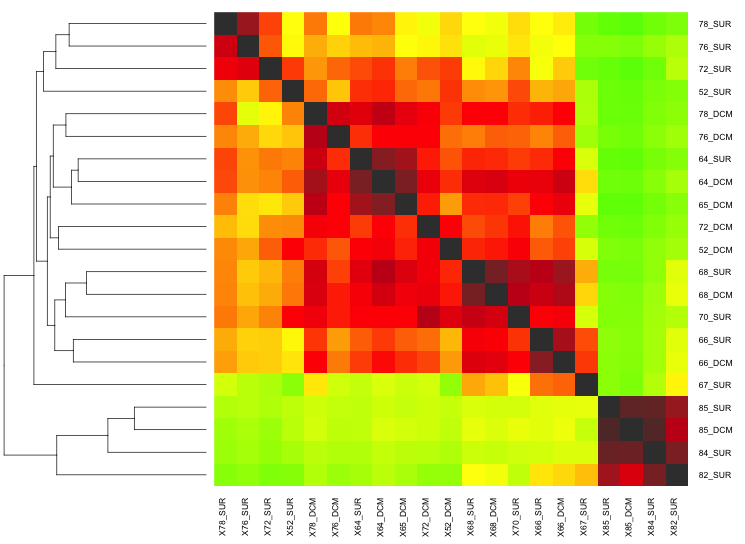 78_SUR
76_SUR
72_SUR
52_SUR
78_DCM
76_DCM
64_SUR
64_DCM
65_DCM
72_DCM
52_DCM
68_SUR
68_DCM
70_SUR
66_SUR
66_DCM
67_SUR
85_SUR
85_DCM
84_SUR
82_SUR
X78_SUR
X76_SUR
X72_SUR
X52_SUR
X78_DCM
X76_DCM
X64_SUR
X64_DCM
X65_DCM
X72_DCM
X52_DCM
X68_SUR
X68_DCM
X70_SUR
X66_SUR
X66_DCM
X67_SUR
X85_SUR
X85_DCM
X84_SUR
X82_SUR